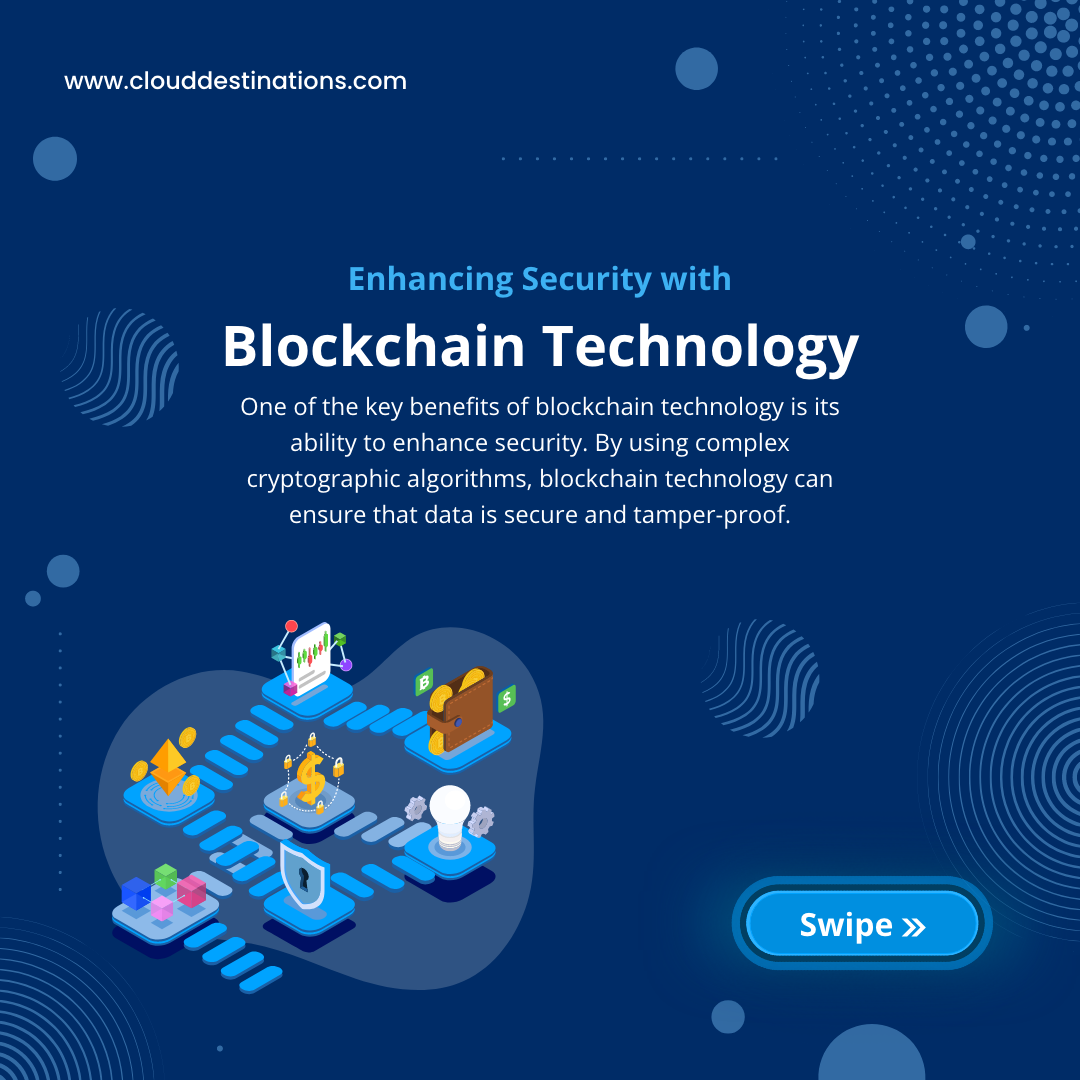 www.clouddestinations.com
Enhancing Security with
Blockchain Technology
One of the key benefits of blockchain technology is its
ability to enhance security. By using complex
cryptographic algorithms, blockchain technology can
ensure that data is secure and tamper-proof.
B
$
$
Swipe »